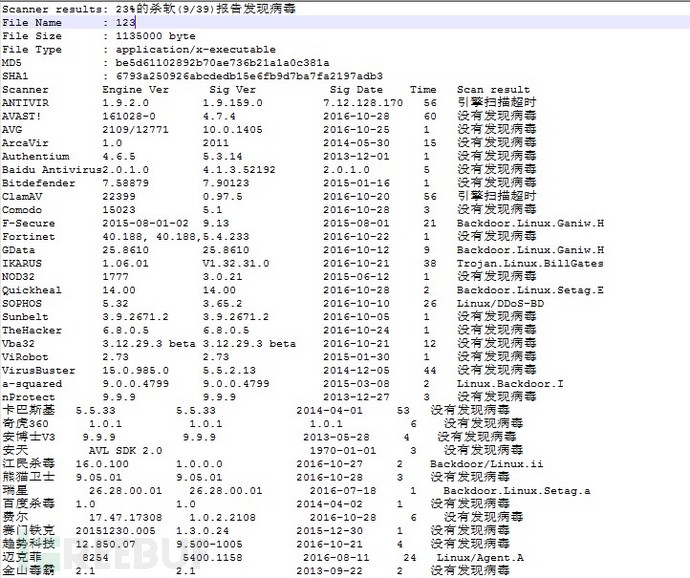 Scanner results: 23%的杀软(9/39)报告发现病毒
File Name : 123
File Size : 1135000 byte
File Type : application/x-executable
MD5 : be5d61102892b70ae736b21a1a0c381a
SHA1 : 6793a250926abcdedb15e6fb9d7ba7fa2197adb3
Scanner Engine Ver Sig Ver Sig Date Time Scan result
ANTIVIR 1.9.2.0 1.9.159.0 7.12.128.170 56 引擎扫描超时
AVAST! 161028-0 4.7.4 2016-10-28 60 没有发现病毒
AVG 2109/12771 10.0.1405 2016-10-25 1 没有发现病毒
ArcaVir 1.0 2011 2014-05-30 15 没有发现病毒
Authentium 4.6.5 5.3.14 2013-12-01 1 没有发现病毒
Baidu Antivirus2.0.1.0 4.1.3.52192 2.0.1.0 5 没有发现病毒
Bitdefender 7.58879 7.90123 2015-01-16 1 没有发现病毒
ClamAV 22399 0.97.5 2016-10-20 56 引擎扫描超时
Comodo 15023 5.1 2016-10-28 3 没有发现病毒
F-Secure 2015-08-01-02 9.13 2015-08-01 21 Backdoor.Linux.Ganiw.H
Fortinet 40.188, 40.188,5.4.233 2016-10-22 1 没有发现病毒
GData 25.8610 25.8610 2016-10-12 9 Backdoor.Linux.Ganiw.H
IKARUS 1.06.01 V1.32.31.0 2016-10-21 38 Trojan.Linux.BillGates
NOD32 1777 3.0.21 2015-06-12 1 没有发现病毒
Quickheal 14.00 14.00 2016-10-28 2 Backdoor.Linux.Setag.E
SOPHOS 5.32 3.65.2 2016-10-10 26 Linux/DDoS-BD
Sunbelt 3.9.2671.2 3.9.2671.2 2016-10-05 1 没有发现病毒
TheHacker 6.8.0.5 6.8.0.5 2016-10-24 1 没有发现病毒
Vba32 3.12.29.3 beta 3.12.29.3 beta 2016-10-21 12 没有发现病毒
ViRobot 2.73 2.73 2015-01-30 1 没有发现病毒
VirusBuster 15.0.985.0 5.5.2.13 2014-12-05 44 没有发现病毒
a-squared 9.0.0.4799 9.0.0.4799 2015-03-08 2 Linux.Backdoor.I
nProtect 9.9.9 9.9.9 2013-12-27 3 没有发现病毒
卡巴斯基 5.5.33 5.5.33 2014-04-01 53 没有发现病毒
奇虎360 1.0.1 1.0.1 1.0.1 6 没有发现病毒
安博士V3 9.9.9 9.9.9 2013-05-28 4 没有发现病毒
安天 AVL SDK 2.0 1970-01-01 3 没有发现病毒
江民杀毒 16.0.100 1.0.0.0 2016-10-27 2 Backdoor/Linux.ii
熊猫卫士 9.05.01 9.05.01 2016-10-28 3 没有发现病毒
瑞星 26.28.00.01 26.28.00.01 2016-07-18 1 Backdoor.Linux.Setag.a
百度杀毒 1.0 1.0 2014-04-02 1 没有发现病毒
费尔 17.47.17308 1.0.2.2108 2016-10-28 6 没有发现病毒
赛门铁克 20151230.005 1.3.0.24 2015-12-30 1 没有发现病毒
趋势科技 12.850.07 9.500-1005 2016-10-21 4 没有发现病毒
迈克菲 8254 5400.1158 2016-08-11 24 Linux/Agent.A
金山毒霸 2.1 2.1 2013-09-22 2 没有发现病毒